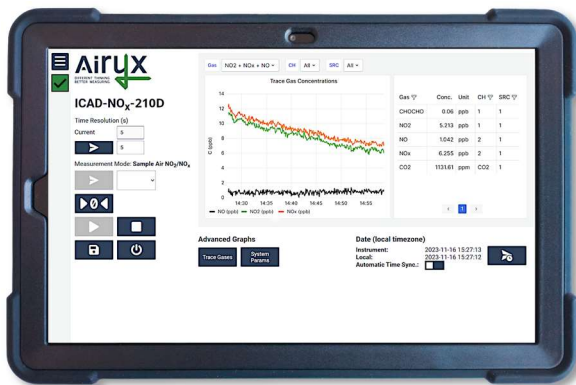 Airyx
DIFFERENT THINKING
BETTER MEASURING
ICAD-NOx-210D
Time Resolution (s)
Current 5
5
Measurement Mode: Sample Air NO2/NOx
0
Gas NO2 + NOx + NO CH All SRC All
Trace Gas Concentrations
C (ppb)
14
12
10
8
6
4
2
0
14:30 14:35 14:40 14:45 14:50 14:55
NO (ppb) NO2 (ppb) NOx (ppb)
Gas Conc. Unit CH SRC
CHOCHO 0.06 ppb 1 1
NO2 5.213 ppb 1 1
NO 1.042 ppb 2 1
NOx 6.255 ppb 2 1
CO2 1131.61 ppm CO2 1
1
Advanced Graphs
Trace Gases
System
Params
Date (local timezone)
Instrument: 2023-11-16 15:27:13
Local: 2023-11-16 15:27:12
Automatic Time Sync.: